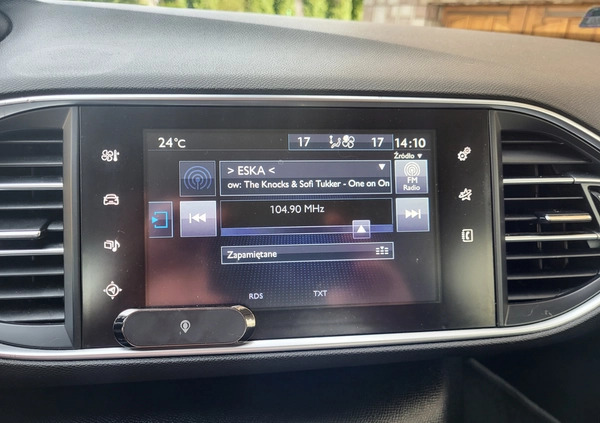 24°C
17
17
14:10
Źródło ▼
> ESKA <
ow: The Knocks & Sofi Tukker - One on On
FM
Radio
104.90 MHz
Zapamiętane
RDS
TXT